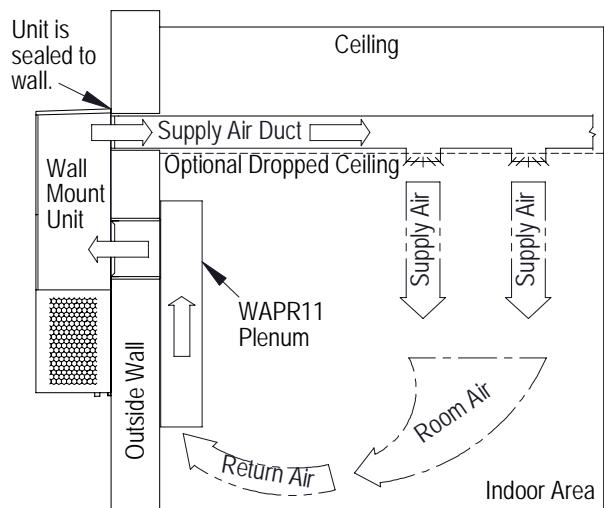 Unit is
sealed to
wall.
Ceiling
Supply Air Duct
Optional Dropped Ceiling
Wall
Mount
Unit
Supply Air
Supply Air
WAPR11
Plenum
Outside Wall
Room Air
Return Air
Indoor Area